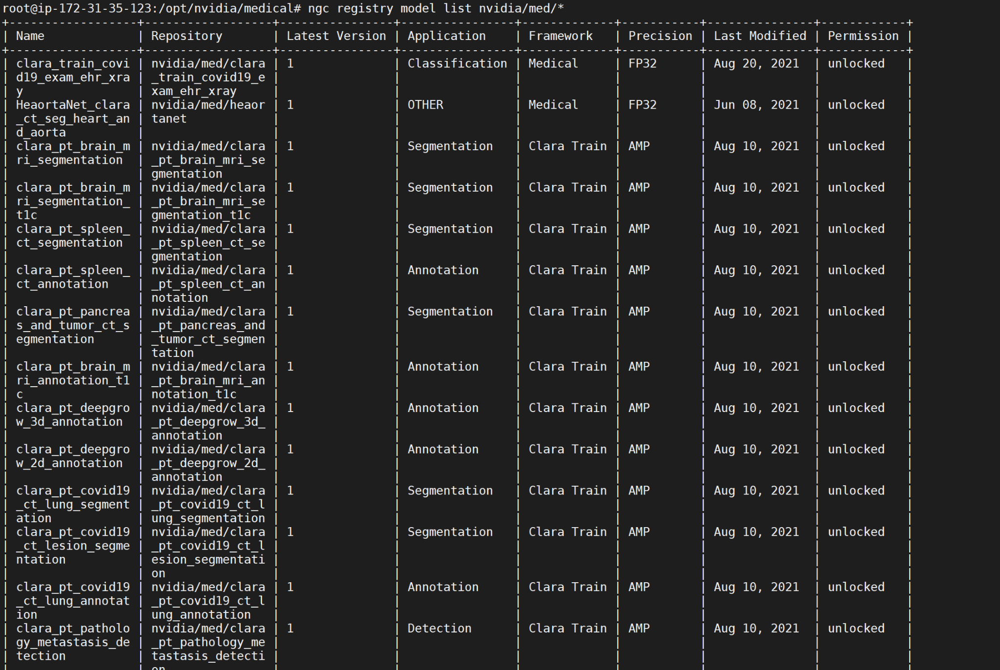 root@ip-172-31-35-123:/opt/nvidia/medical# ngc registry model list nvidia/med/*
+------------------+------------------+----------------+----------------+-------------+-----------+---------------+------------+
| Name             | Repository       | Latest Version | Application    | Framework   | Precision | Last Modified | Permission |
+------------------+------------------+----------------+----------------+-------------+-----------+---------------+------------+
| clara_train_covi | nvidia/med/clara | 1              | Classification | Medical     | FP32      | Aug 20, 2021  | unlocked   |
| d19_exam_ehr_xra | _train_covid19_e |                |                |             |           |               |            |
| y                | xam_ehr_xray     |                |                |             |           |               |            |
| HeaortaNet_clara | nvidia/med/heaor | 1              | OTHER          | Medical     | FP32      | Jun 08, 2021  | unlocked   |
| _ct_seg_heart_an | tanet            |                |                |             |           |               |            |
| d_aorta          |                  |                |                |             |           |               |            |
| clara_pt_brain_m | nvidia/med/clara | 1              | Segmentation   | Clara Train | AMP       | Aug 10, 2021  | unlocked   |
| ri_segmentation  | _pt_brain_mri_se |                |                |             |           |               |            |
|                  | gmentation       |                |                |             |           |               |            |
| clara_pt_brain_m | nvidia/med/clara | 1              | Segmentation   | Clara Train | AMP       | Aug 10, 2021  | unlocked   |
| ri_segmentation_ | _pt_brain_mri_se |                |                |             |           |               |            |
| t1c              | gmentation_t1c   |                |                |             |           |               |            |
| clara_pt_spleen_ | nvidia/med/clara | 1              | Segmentation   | Clara Train | AMP       | Aug 10, 2021  | unlocked   |
| ct_segmentation  | _pt_spleen_ct_se |                |                |             |           |               |            |
|                  | gmentation       |                |                |             |           |               |            |
| clara_pt_spleen_ | nvidia/med/clara | 1              | Annotation     | Clara Train | AMP       | Aug 10, 2021  | unlocked   |
| ct_annotation    | _pt_spleen_ct_an |                |                |             |           |               |            |
|                  | notation         |                |                |             |           |               |            |
| clara_pt_pancrea | nvidia/med/clara | 1              | Segmentation   | Clara Train | AMP       | Aug 10, 2021  | unlocked   |
| s_and_tumor_ct_s | _pt_pancreas_and |                |                |             |           |               |            |
| egmentation      | _tumor_ct_segmen |                |                |             |           |               |            |
|                  | tation           |                |                |             |           |               |            |
| clara_pt_brain_m | nvidia/med/clara | 1              | Annotation     | Clara Train | AMP       | Aug 10, 2021  | unlocked   |
| ri_annotation_t1 | _pt_brain_mri_an |                |                |             |           |               |            |
| c                | notation_t1c     |                |                |             |           |               |            |
| clara_pt_deepgro | nvidia/med/clara | 1              | Annotation     | Clara Train | AMP       | Aug 10, 2021  | unlocked   |
| w_3d_annotation  | _pt_deepgrow_3d_ |                |                |             |           |               |            |
|                  | annotation       |                |                |             |           |               |            |
| clara_pt_deepgro | nvidia/med/clara | 1              | Annotation     | Clara Train | AMP       | Aug 10, 2021  | unlocked   |
| w_2d_annotation  | _pt_deepgrow_2d_ |                |                |             |           |               |            |
|                  | annotation       |                |                |             |           |               |            |
| clara_pt_covid19 | nvidia/med/clara | 1              | Segmentation   | Clara Train | AMP       | Aug 10, 2021  | unlocked   |
| _ct_lung_segment | _pt_covid19_ct_l |                |                |             |           |               |            |
| ation            | ung_segmentation |                |                |             |           |               |            |
| clara_pt_covid19 | nvidia/med/clara | 1              | Segmentation   | Clara Train | AMP       | Aug 10, 2021  | unlocked   |
| _ct_lesion_segme | _pt_covid19_ct_l |                |                |             |           |               |            |
| ntation          | esion_segmentati |                |                |             |           |               |            |
|                  | on               |                |                |             |           |               |            |
| clara_pt_covid19 | nvidia/med/clara | 1              | Annotation     | Clara Train | AMP       | Aug 10, 2021  | unlocked   |
| _ct_lung_annotat | _pt_covid19_ct_l |                |                |             |           |               |            |
| ion              | ung_annotation   |                |                |             |           |               |            |
| clara_pt_patholo | nvidia/med/clara | 1              | Detection      | Clara Train | AMP       | Aug 10, 2021  | unlocked   |
| gy_metastasis_de | _pt_pathology_me |                |                |             |           |               |            |
| tection          | tastasis_detecti |                |                |             |           |               |            |
|                  | on               |                |                |             |           |               |            |